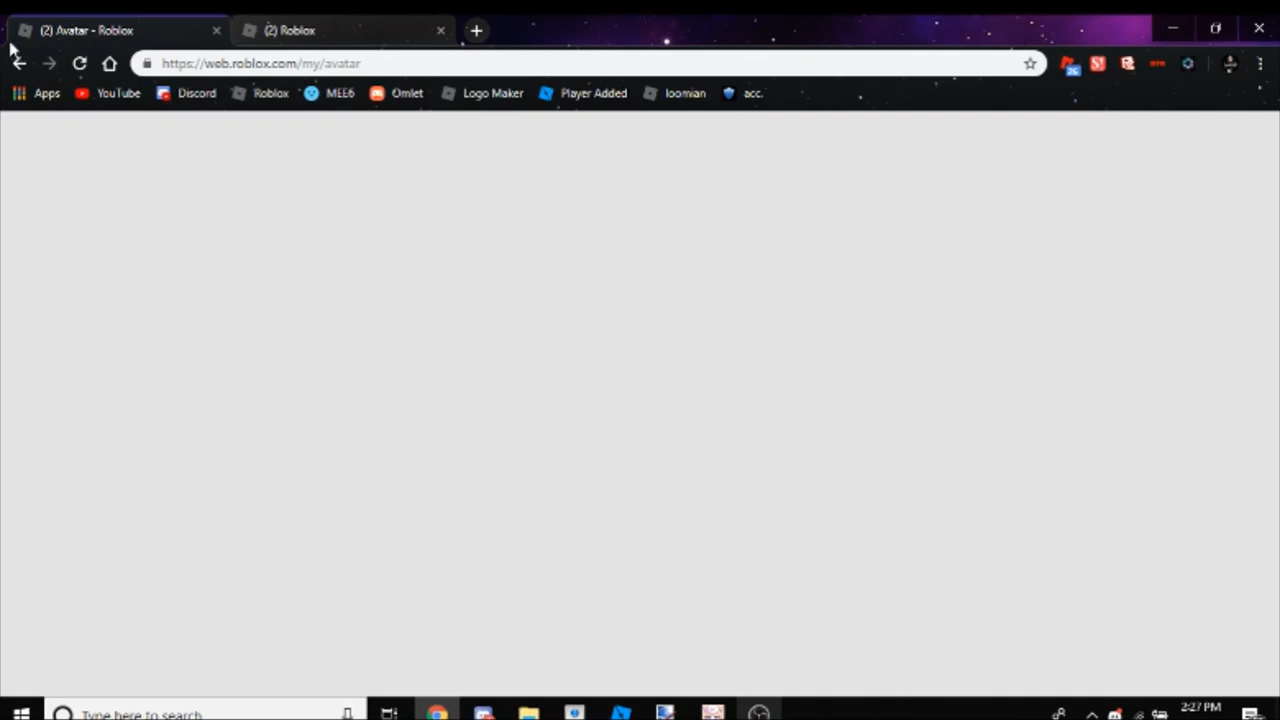 (2) Avatar - Roblox
(2) Roblox
https://web.roblox.com/my/avatar
26
Apps
YouTube
Discord
Roblox
MEE6
Omlet
Logo Maker
Player Added
loomian
acc.
Type here to search
2:27 PM